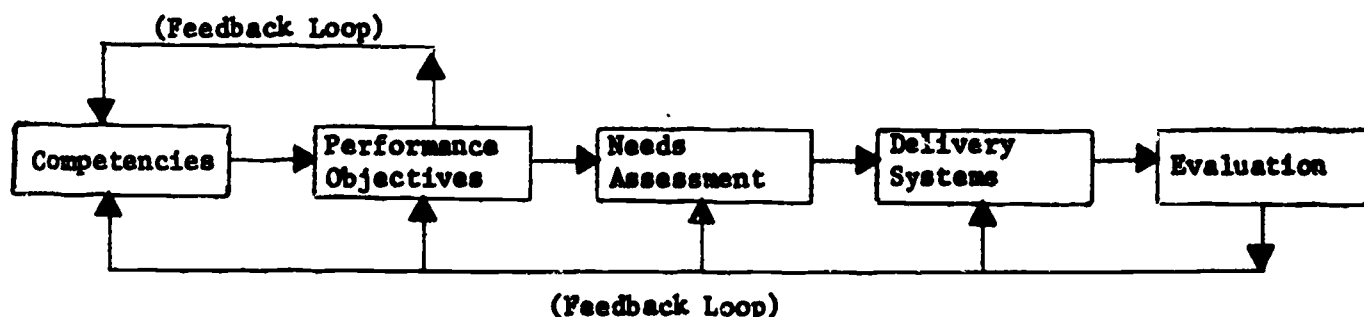 (Feedback Loop)
Competencies
Performance
Objectives
Needs
Assessment
Delivery
Systems
Evaluation
(Feedback Loop)